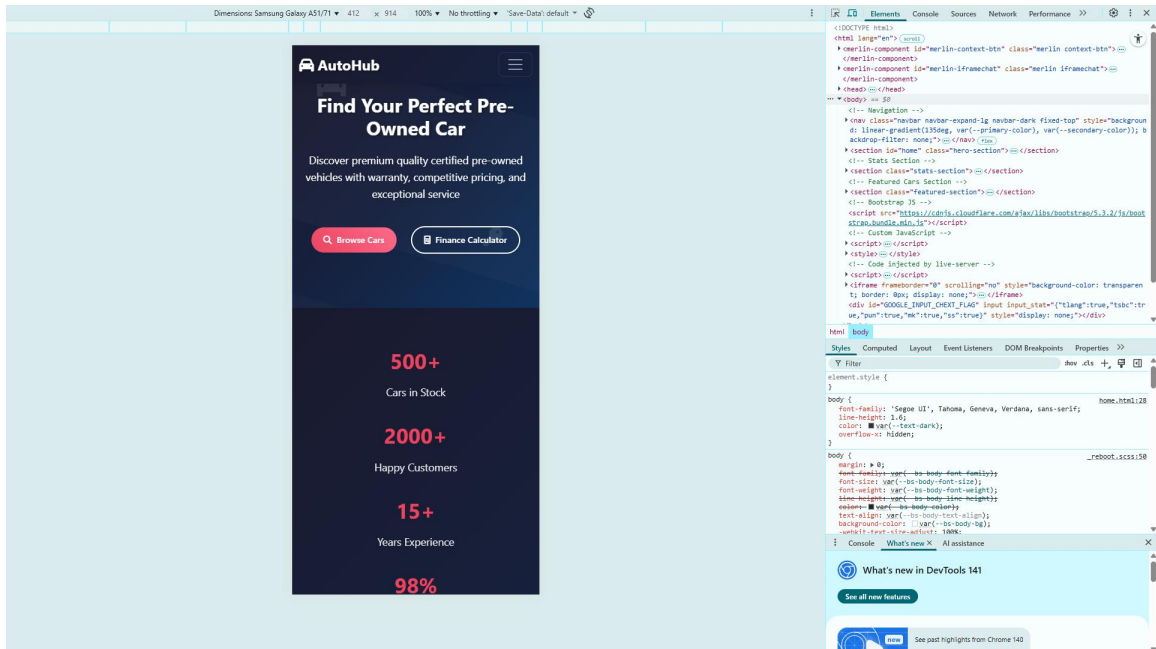 Dimensions: Samsung Galaxy A51/71 ▼ 412 x 914 100% ▼ No throttling ▼ 'Save-Data': default ▼
AutoHub
Find Your Perfect Pre-
Owned Car
Discover premium quality certified pre-owned
vehicles with warranty, competitive pricing, and
exceptional service
Browse Cars
Finance Calculator
500+
Cars in Stock
2000+
Happy Customers
15+
Years Experience
98%
Elements Console Sources Network Performance
<!DOCTYPE html>
<html lang="en"> scroll
<merlin-component id="merlin-context-btn" class="merlin context-btn">
</merlin-component>
<merlin-component id="merlin-iframechat" class="merlin iframechat">
</merlin-component>
<head> </head>
<body> == $0
<!-- Navigation -->
<nav class="navbar navbar-expand-lg navbar-dark fixed-top" style="backgroun
d: linear-gradient(135deg, var(--primary-color), var(--secondary-color)); b
ackdrop-filter: none;"> </nav> flex
<section id="home" class="hero-section"> </section>
<!-- Stats Section -->
<section class="stats-section"> </section>
<!-- Featured Cars Section -->
<section class="featured-section"> </section>
<!-- Bootstrap JS -->
<script src="https://cdnjs.cloudflare.com/ajax/libs/bootstrap/5.3.2/js/boot
strap.bundle.min.js"></script>
<!-- Custom JavaScript -->
<script> </script>
<style> </style>
<!-- Code injected by live-server -->
<script> </script>
<iframe frameborder="0" scrolling="no" style="background-color: transparen
t; border: 0px; display: none;"> </iframe>
<div id="GOOGLE_INPUT_CHEXT_FLAG" input input_stat="{"tlang":true,"tsbc":tr
ue,"pun":true,"mk":true,"ss":true}" style="display: none;"></div>
html body
Styles Computed Layout Event Listeners DOM Breakpoints Properties
Filter :hov .cls
element.style {
}
body { home.html:28
font-family: 'Segoe UI', Tahoma, Geneva, Verdana, sans-serif;
line-height: 1.6;
color: var(--text-dark);
overflow-x: hidden;
}
body { _reboot.scss:50
margin: 0;
font-family: var(--bs-body-font-family);
font-size: var(--bs-body-font-size);
font-weight: var(--bs-body-font-weight);
line-height: var(--bs-body-line-height);
color: var(--bs-body-color);
text-align: var(--bs-body-text-align);
background-color: var(--bs-body-bg);
-webkit-text-size-adjust: 100%;
Console What's new AI assistance
What's new in DevTools 141
See all new features
new
See past highlights from Chrome 140